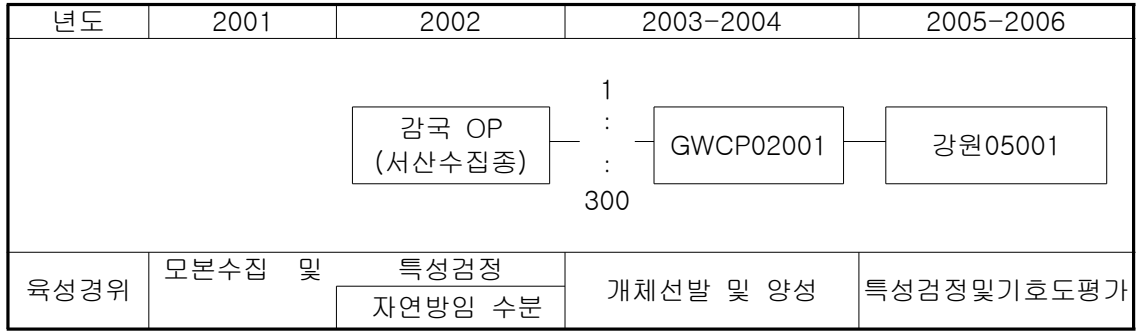 년도 2001 2002 2003-2004 2005-2006
1
:
감국 OP
(서산수집종)
GWCP02001
강원05001
:
300
육성경위
모본수집 및 특성검정
자연방임 수분
개체선발 및 양성
특성검정및기호도평가